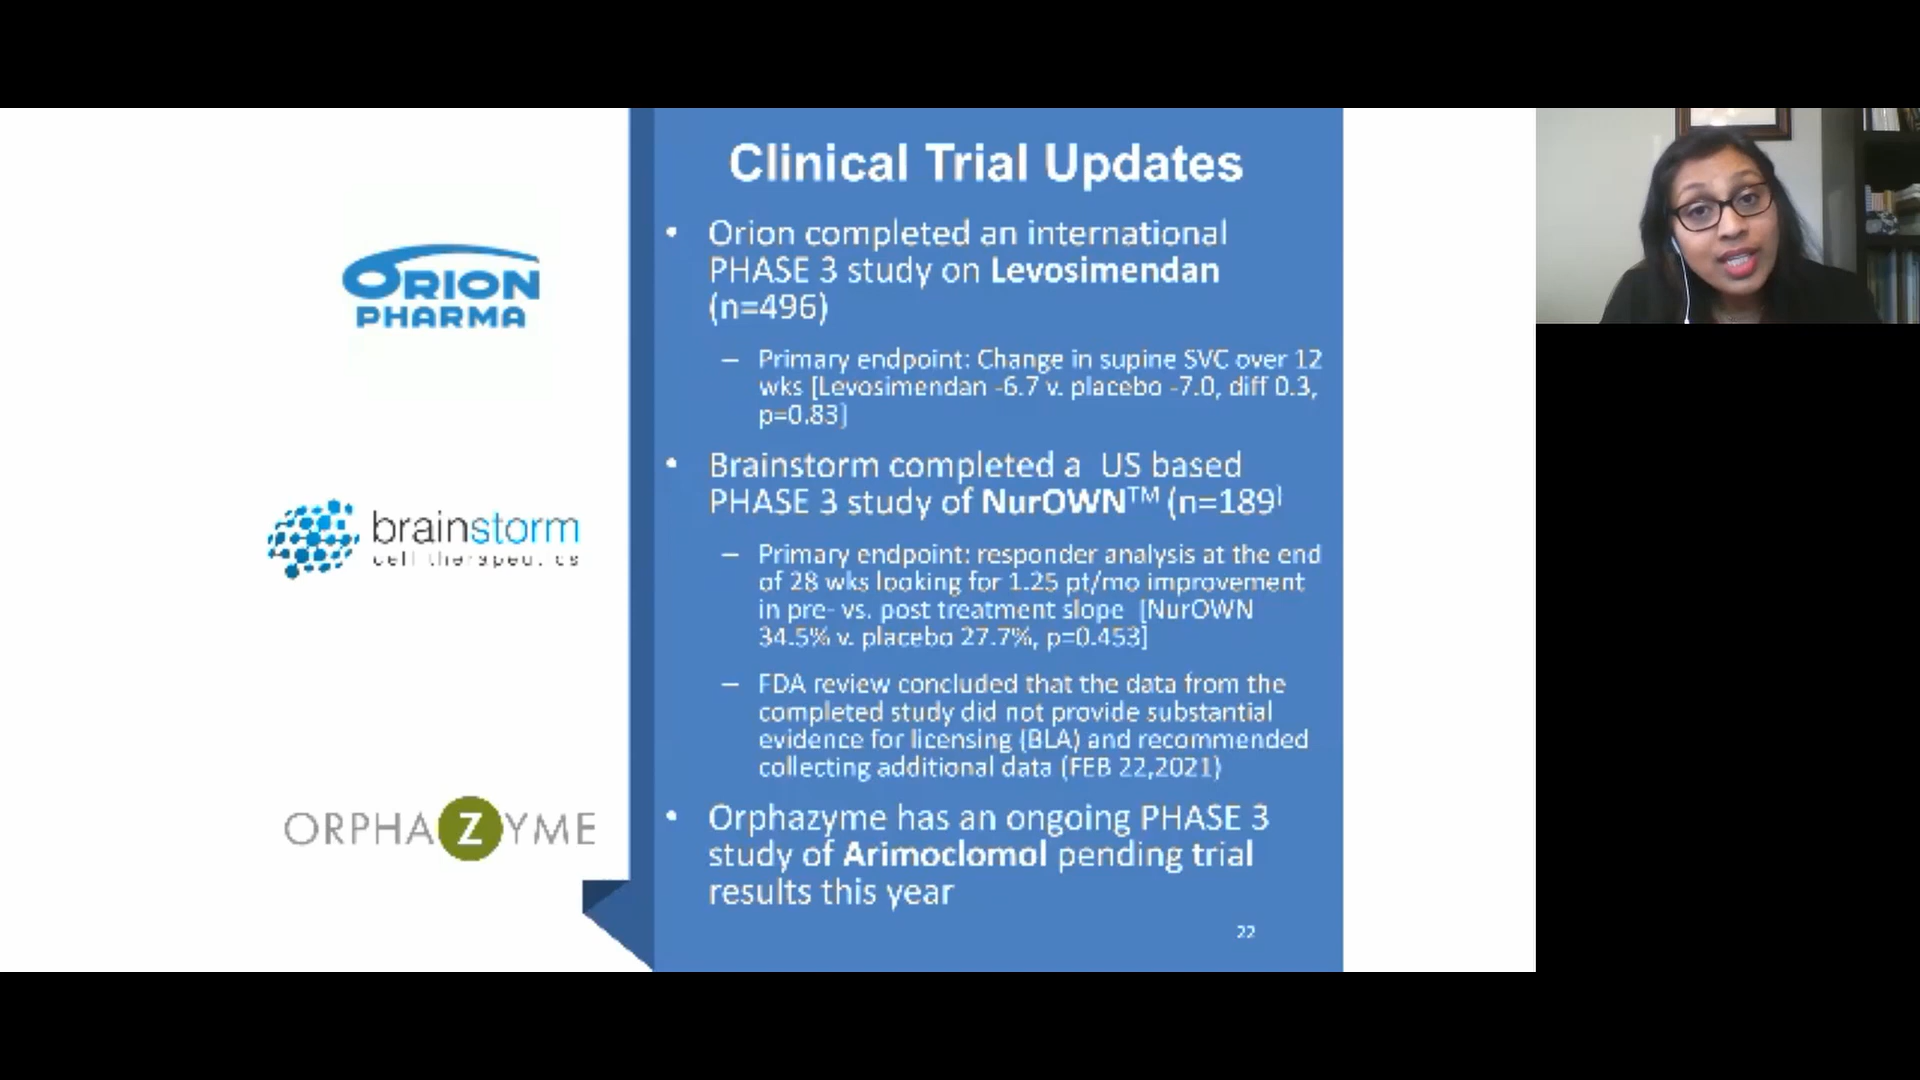 Clinical Trial Updates
ORION
PHARMA
• Orion completed an international
PHASE 3 study on Levosimendan
(n=496)
– Primary endpoint: Change in supine SVC over 12
wks [Levosimendan -6.7 v. placebo -7.0, diff 0.3,
p=0.83]
brainstorm
cell therapeutics
• Brainstorm completed a US based
PHASE 3 study of NurOWN™ (n=189)
– Primary endpoint: responder analysis at the end
of 28 wks looking for 1.25 pt/mo improvement
in pre- vs. post treatment slope [NurOWN
34.5% v. placebo 27.7%, p=0.453]
– FDA review concluded that the data from the
completed study did not provide substantial
evidence for licensing (BLA) and recommended
collecting additional data (FEB 22,2021)
ORPHAZYME
• Orphazyme has an ongoing PHASE 3
study of Arimoclomol pending trial
results this year
22